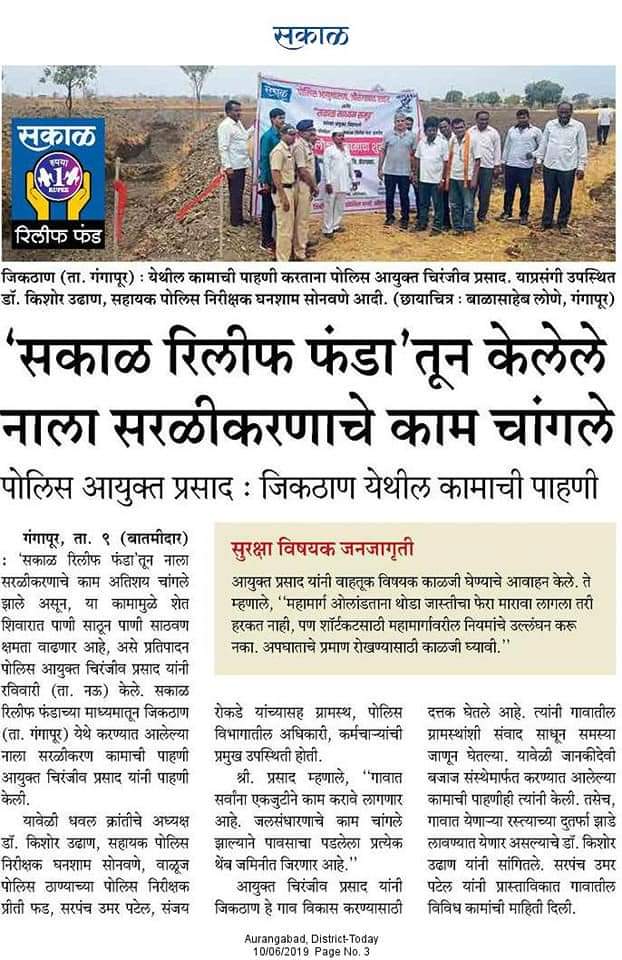 सकाळ
सकाळ
रुपया
1
RUPEE
रिलीफ फंड
सकाळ
पोलिस आयुक्तालय, औरंगाबाद शहर
सकाळ माध्यम समूह
जिकठाण (ता. गंगापूर) : येथील कामाची पाहणी करताना पोलिस आयुक्त चिरंजीव प्रसाद. याप्रसंगी उपस्थित
डॉ. किशोर उढाण, सहायक पोलिस निरीक्षक घनशाम सोनवणे आदी. (छायाचित्र : बाळासाहेब लोणे, गंगापूर)
‘सकाळ रिलीफ फंडा’तून केलेले
नाला सरळीकरणाचे काम चांगले
पोलिस आयुक्त प्रसाद : जिकठाण येथील कामाची पाहणी
गंगापूर, ता. ९ (बातमीदार)
: ‘सकाळ रिलीफ फंडा’तून नाला
सरळीकरणाचे काम अतिशय चांगले
झाले असून, या कामामुळे शेत
शिवारात पाणी साठून पाणी साठवण
क्षमता वाढणार आहे, असे प्रतिपादन
पोलिस आयुक्त चिरंजीव प्रसाद यांनी
रविवारी (ता. नऊ) केले. सकाळ
रिलीफ फंडाच्या माध्यमातून जिकठाण
(ता. गंगापूर) येथे करण्यात आलेल्या
नाला सरळीकरण कामाची पाहणी
आयुक्त चिरंजीव प्रसाद यांनी पाहणी
केली.
यावेळी धवल क्रांतीचे अध्यक्ष
डॉ. किशोर उढाण, सहायक पोलिस
निरीक्षक घनशाम सोनवणे, वाळूज
पोलिस ठाण्याच्या पोलिस निरीक्षक
प्रीती फड, सरपंच उमर पटेल, संजय
सुरक्षा विषयक जनजागृती
आयुक्त प्रसाद यांनी वाहतूक विषयक काळजी घेण्याचे आवाहन केले. ते
म्हणाले, ‘‘महामार्ग ओलांडताना थोडा जास्तीचा फेरा मारावा लागला तरी
हरकत नाही, पण शॉर्टकटसाठी महामार्गावरील नियमांचे उल्लंघन करू
नका. अपघाताचे प्रमाण रोखण्यासाठी काळजी घ्यावी.’’
रोकडे यांच्यासह ग्रामस्थ, पोलिस
विभागातील अधिकारी, कर्मचाऱ्यांची
प्रमुख उपस्थिती होती.
श्री. प्रसाद म्हणाले, ‘‘गावात
सर्वांना एकजुटीने काम करावे लागणार
आहे. जलसंधारणाचे काम चांगले
झाल्याने पावसाचा पडलेला प्रत्येक
थेंब जमिनीत जिरणार आहे.’’
आयुक्त चिरंजीव प्रसाद यांनी
जिकठाण हे गाव विकास करण्यासाठी
दत्तक घेतले आहे. त्यांनी गावातील
ग्रामस्थांशी संवाद साधून समस्या
जाणून घेतल्या. यावेळी जानकीदेवी
बजाज संस्थेमार्फत करण्यात आलेल्या
कामाची पाहणीही त्यांनी केली. तसेच,
गावात येणाऱ्या रस्त्याच्या दुतर्फा झाडे
लावण्यात येणार असल्याचे डॉ. किशोर
उढाण यांनी सांगितले. सरपंच उमर
पटेल यांनी प्रास्ताविकात गावातील
विविध कामांची माहिती दिली.
Aurangabad, District-Today
10/06/2019 Page No. 3